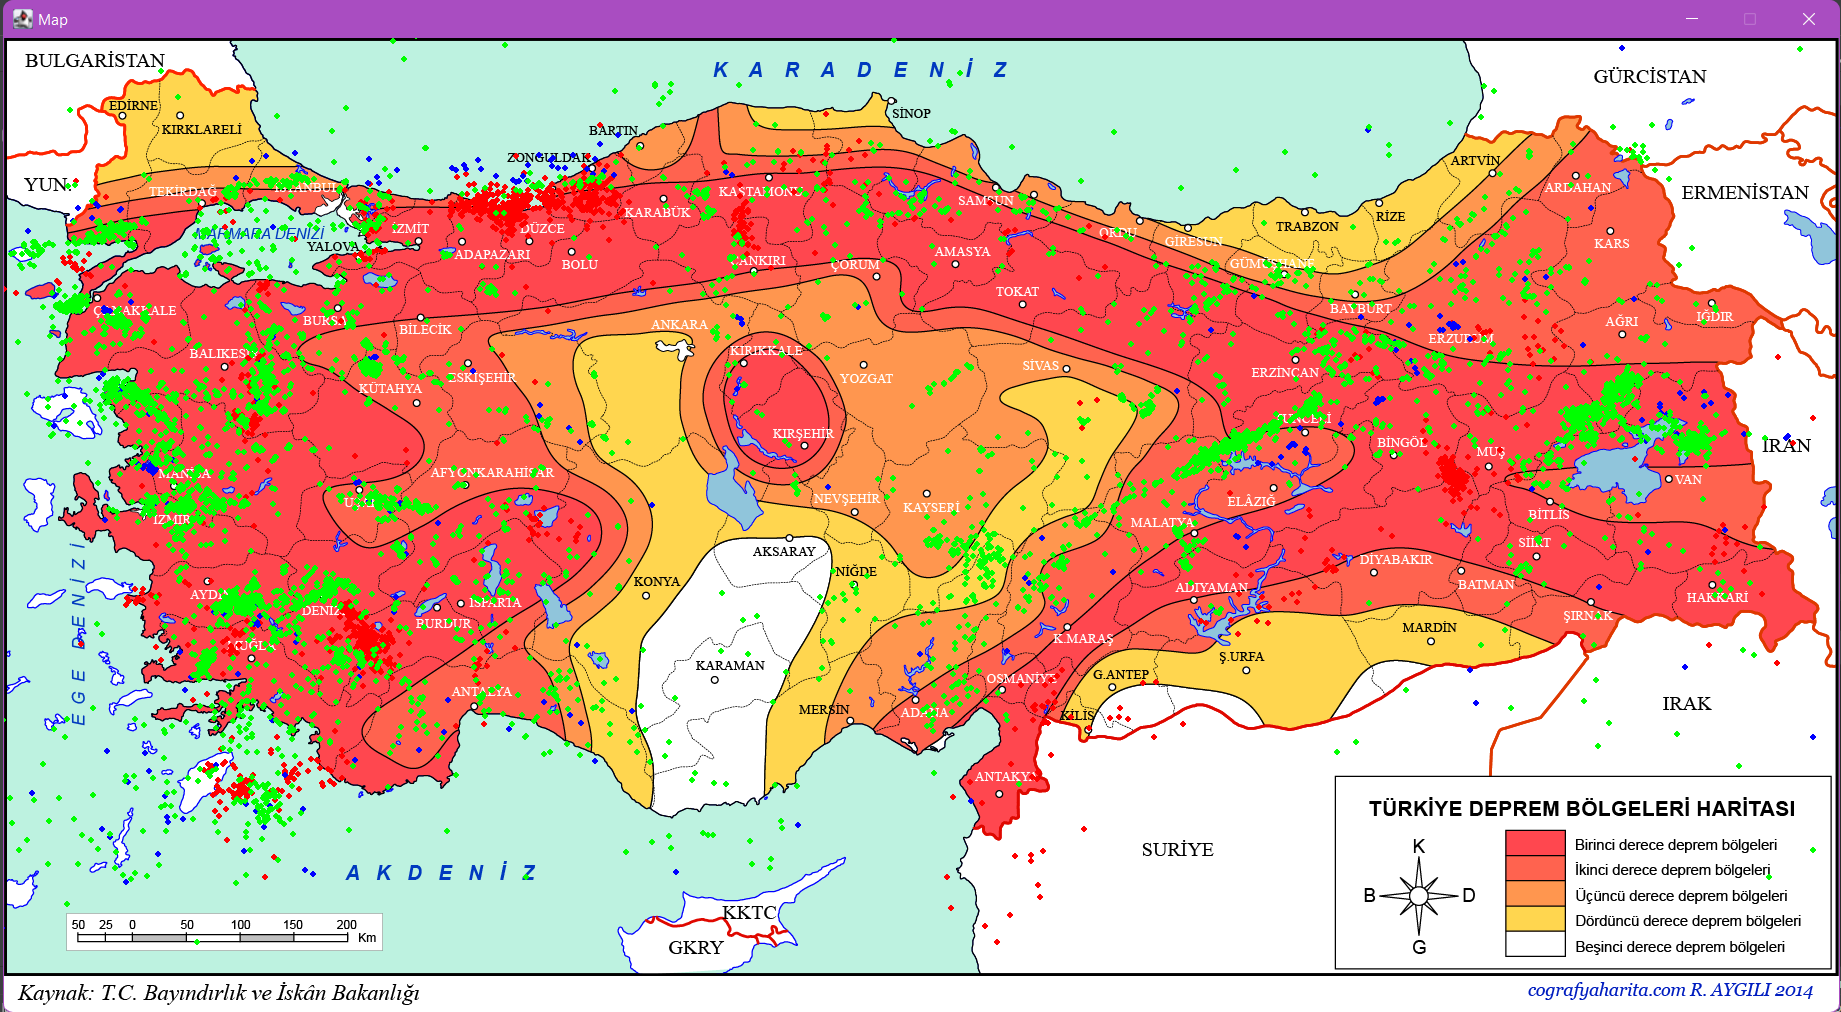 Map
BULGARİSTAN
KARADENİZ
GÜRCİSTAN
EDİRNE
KIRKLARELİ
SİNOP
BARTIN
ZONGULDAK
ARTVİN
YUN.
TEKİRDAĞ
İSTANBUL
KASTAMONU
ARDAHAN
ERMENİSTAN
KARABÜK
SAMSUN
RİZE
MARMARA DENİZİ
İZMİT
DÜZCE
ORDU
GİRESUN
TRABZON
KARS
YALOVA
ADAPAZARI
BOLU
ÇANKIRI
ÇORUM
AMASYA
GÜMÜŞHANE
TOKAT
BAYBURT
ÇANAKKALE
BURSA
BİLECİK
ANKARA
AĞRI
IĞDIR
BALIKESİR
KIRIKKALE
ERZURUM
ESKİŞEHİR
YOZGAT
SİVAS
ERZİNCAN
KÜTAHYA
TUNCELİ
KIRŞEHİR
BİNGÖL
MUŞ
İRAN
MANİSA
AFYONKARAHİSAR
VAN
UŞAK
NEVŞEHİR
KAYSERİ
ELÂZIĞ
İZMİR
MALATYA
BİTLİS
AKSARAY
SİİRT
EGE DENİZİ
KONYA
NİĞDE
DİYABAKIR
BATMAN
AYDIN
DENİZLİ
ISPARTA
ADIYAMAN
HAKKARİ
BURDUR
ŞIRNAK
MUĞLA
K.MARAŞ
MARDİN
KARAMAN
Ş.URFA
ANTALYA
OSMANİYE
G.ANTEP
MERSİN
ADANA
KİLİS
IRAK
ANTAKYA
TÜRKİYE DEPREM BÖLGELERİ HARİTASI
SURİYE
K
B
D
G
Birinci derece deprem bölgeleri
İkinci derece deprem bölgeleri
Üçüncü derece deprem bölgeleri
Dördüncü derece deprem bölgeleri
Beşinci derece deprem bölgeleri
AKDENİZ
KKTC
GKRY
50 25 0 50 100 150 200
Km
Kaynak: T.C. Bayındırlık ve İskân Bakanlığı
cografyaharita.com R. AYGILI 2014